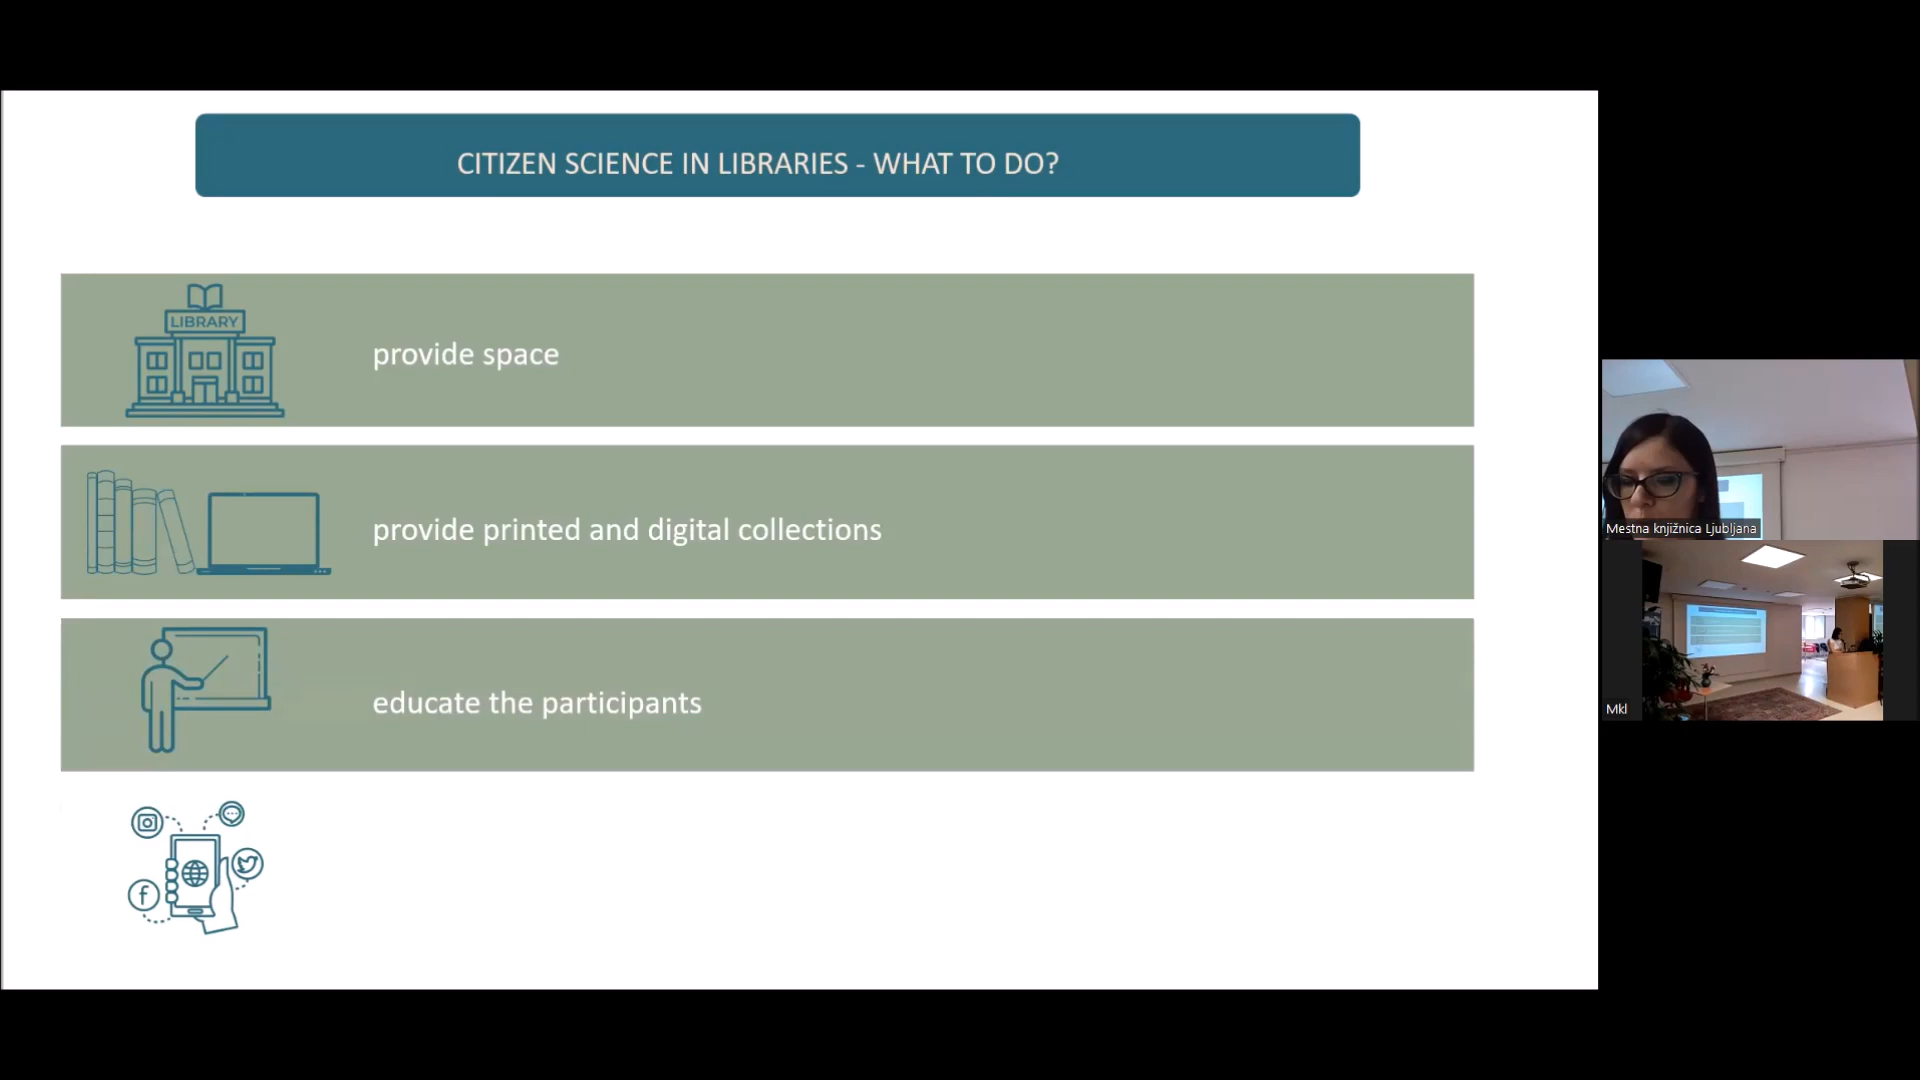 CITIZEN SCIENCE IN LIBRARIES - WHAT TO DO?
LIBRARY
provide space
provide printed and digital collections
educate the participants
f
Mestna knjižnica Ljubljana
Mkl